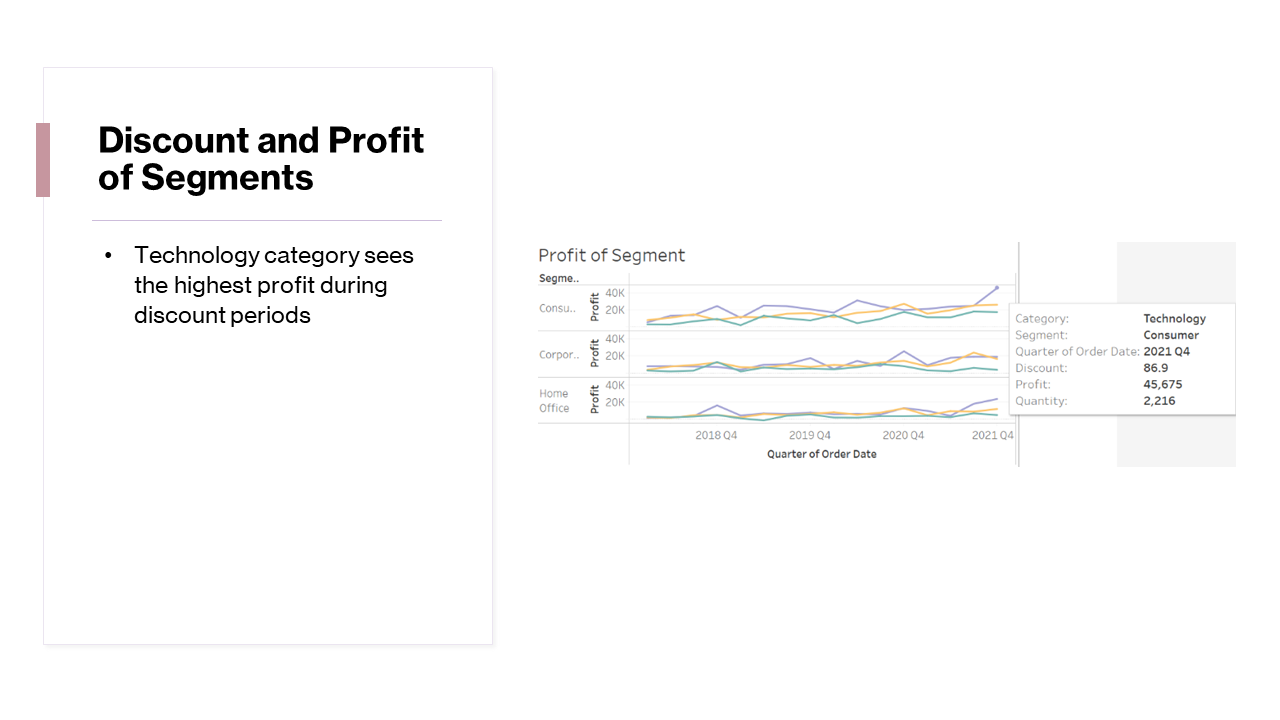 Discount and Profit
of Segments
• Technology category sees
the highest profit during
discount periods
Profit of Segment
Segme..
Consu..
Profit
40K
20K
Corpor..
Profit
40K
20K
Home
Office
Profit
40K
20K
2018 Q4 2019 Q4 2020 Q4 2021 Q4
Quarter of Order Date
Category: Technology
Segment: Consumer
Quarter of Order Date: 2021 Q4
Discount: 86.9
Profit: 45,675
Quantity: 2,216